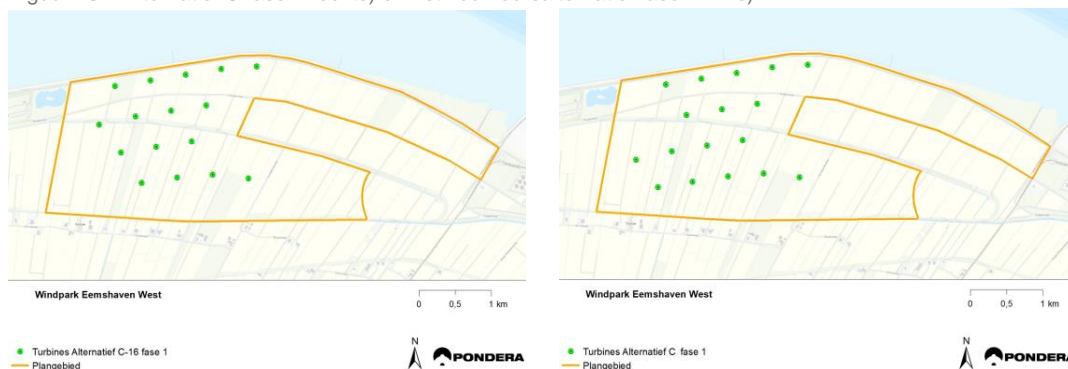 Windpark Eemshaven West
0 0,5 1 km
Turbines Alternatief C-16 fase 1
Plangebied
N
PONDERA
Windpark Eemshaven West
0 0,5 1 km
Turbines Alternatief C fase 1
Plangebied
N
PONDERA